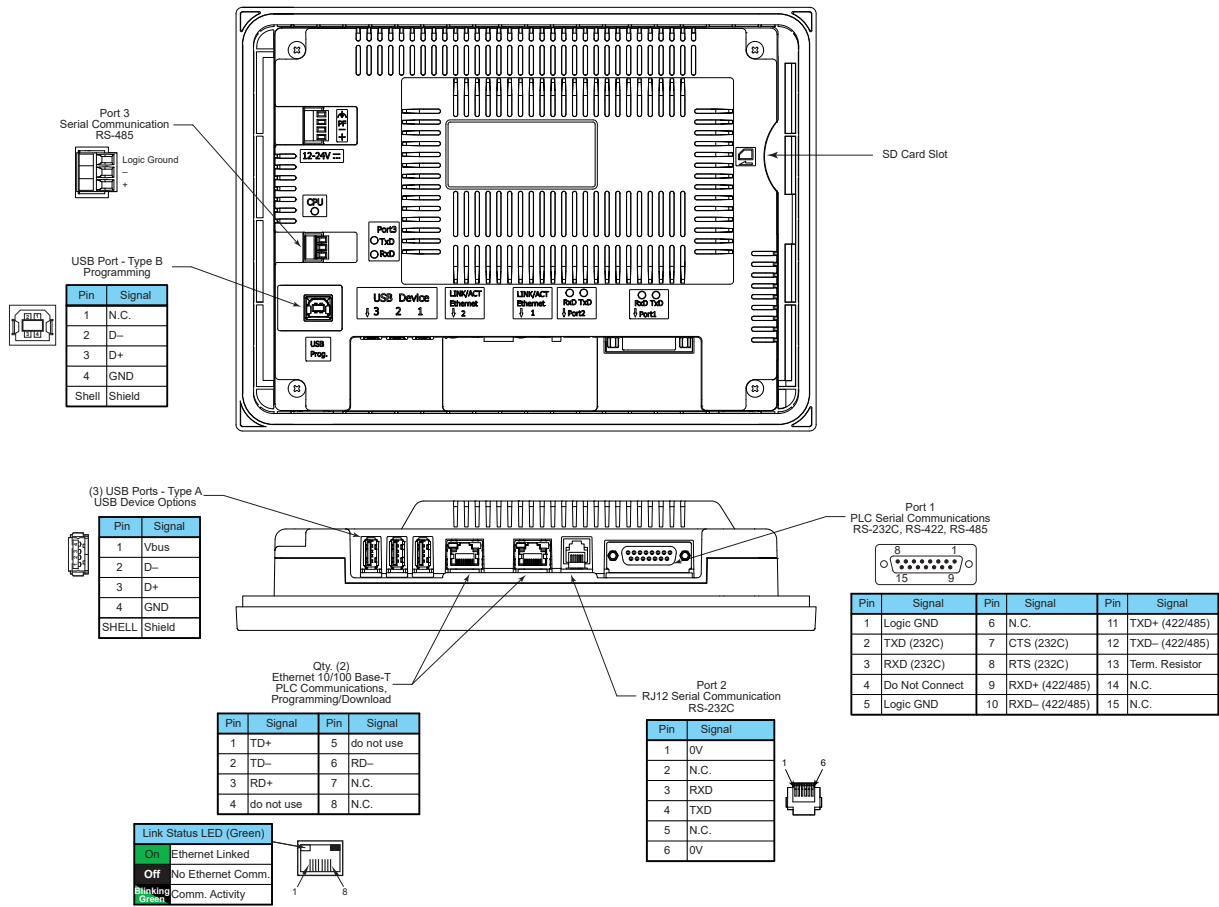 Port 3
Serial Communication
RS-485
Logic Ground
–
+
PF
–
+
12-24V
CPU
Port3
TxD
RxD
SD Card Slot
USB Port - Type B
Programming
Pin Signal
1 N.C.
2 D–
3 D+
4 GND
Shell Shield
2 1
3 4
USB Device
3 2 1
LINK/ACT
Ethernet
2
LINK/ACT
Ethernet
1
RxD TxD
Port2
RxD TxD
Port1
USB
Prog.
(3) USB Ports - Type A
USB Device Options
Pin Signal
1 Vbus
2 D–
3 D+
4 GND
SHELL Shield
Port 1
PLC Serial Communications
RS-232C, RS-422, RS-485
8 1
15 9
Pin Signal Pin Signal Pin Signal
1 Logic GND 6 N.C. 11 TXD+ (422/485)
2 TXD (232C) 7 CTS (232C) 12 TXD– (422/485)
3 RXD (232C) 8 RTS (232C) 13 Term. Resistor
4 Do Not Connect 9 RXD+ (422/485) 14 N.C.
5 Logic GND 10 RXD– (422/485) 15 N.C.
Qty. (2)
Ethernet 10/100 Base-T
PLC Communications,
Programming/Download
Pin Signal Pin Signal
1 TD+ 5 do not use
2 TD– 6 RD–
3 RD+ 7 N.C.
4 do not use 8 N.C.
Port 2
RJ12 Serial Communication
RS-232C
Pin Signal
1 0V
2 N.C.
3 RXD
4 TXD
5 N.C.
6 0V
1 6
Link Status LED (Green)
On Ethernet Linked
Off No Ethernet Comm.
Blinking Green Comm. Activity
1 8